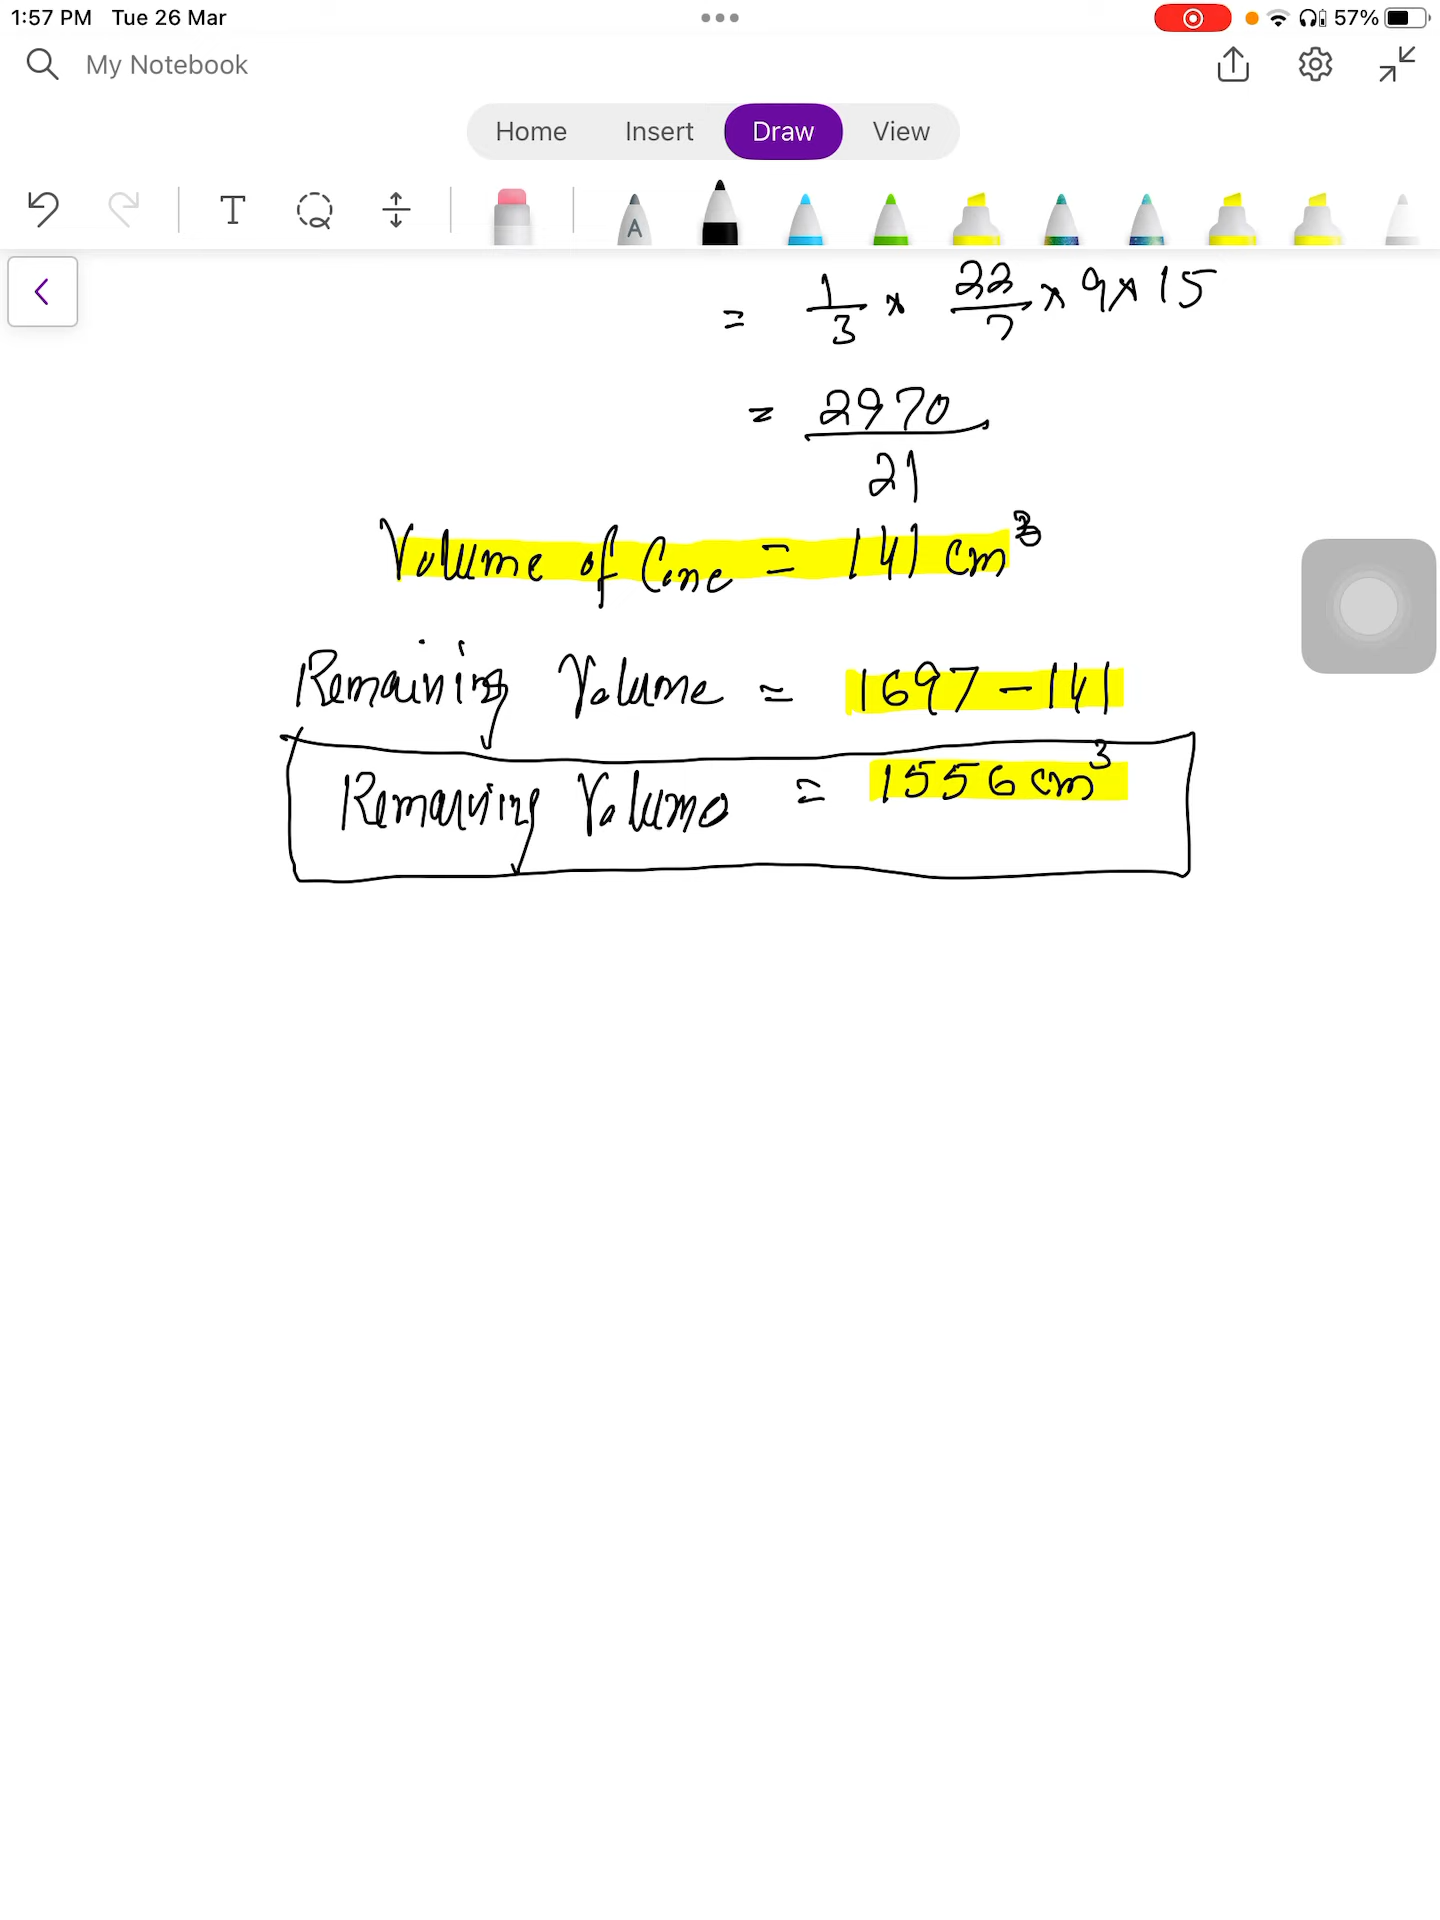 1:57 PM Tue 26 Mar 57%
My Notebook
Home Insert Draw View
T A
= 1/3 × 22/7 × 9 × 15
= 2970/21
Volume of Cone = 141 cm³
Remaining Volume = 1697 - 141
Remaining Volume = 1556 cm³